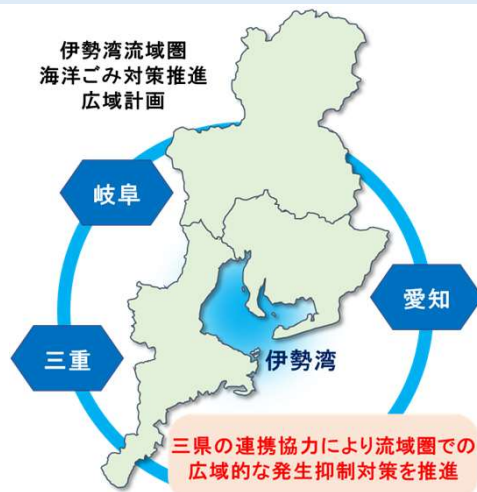 伊勢湾流域圏
海洋ごみ対策推進
広域計画
岐阜
愛知
三重
伊勢湾
三県の連携協力により流域圏での
広域的な発生抑制対策を推進